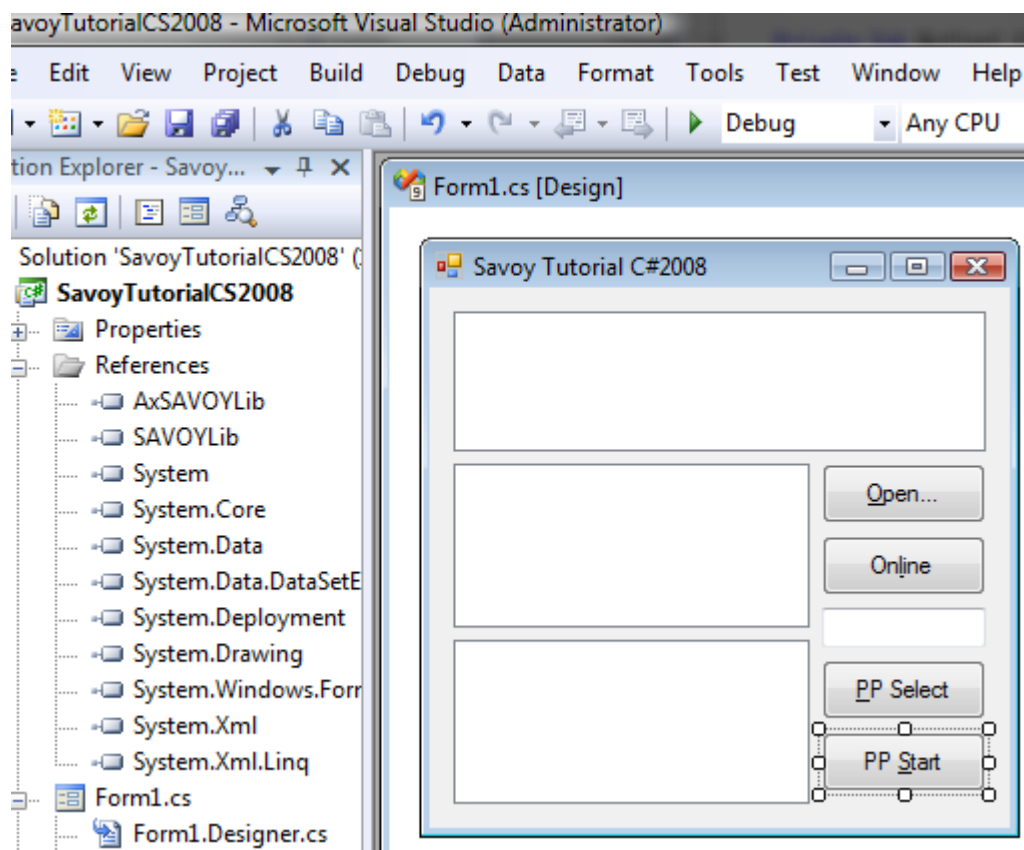 avoyTutorialCS2008 - Microsoft Visual Studio (Administrator)
e Edit View Project Build Debug Data Format Tools Test Window Help
Debug Any CPU
tion Explorer - Savoy...
Form1.cs [Design]
Solution 'SavoyTutorialCS2008' (
SavoyTutorialCS2008
Properties
References
AxSAVOYLib
SAVOYLib
System
System.Core
System.Data
System.Data.DataSetE
System.Deployment
System.Drawing
System.Windows.Forr
System.Xml
System.Xml.Linq
Form1.cs
Form1.Designer.cs
Savoy Tutorial C#2008
Open...
Online
PP Select
PP Start